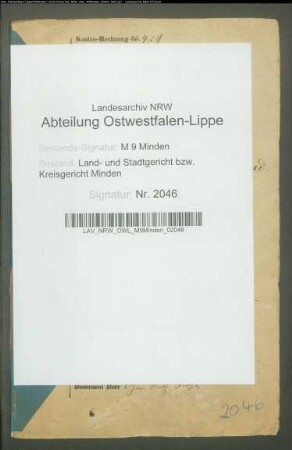 Landesarchiv NRW
Abteilung Ostwestfalen-Lippe
Bestands-Signatur: M 9 Minden
Bestand: Land- und Stadtgericht bzw.
Kreisgericht Minden
Signatur: Nr. 2046
LAV_NRW_OWL_M9Minden_02046
2046